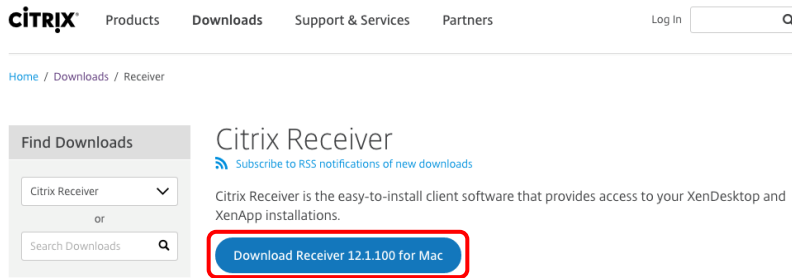 CİTRIX® Products Downloads Support & Services Partners Log In
Home / Downloads / Receiver
Find Downloads
Citrix Receiver
or
Search Downloads
Citrix Receiver
Subscribe to RSS notifications of new downloads
Citrix Receiver is the easy-to-install client software that provides access to your XenDesktop and
XenApp installations.
Download Receiver 12.1.100 for Mac